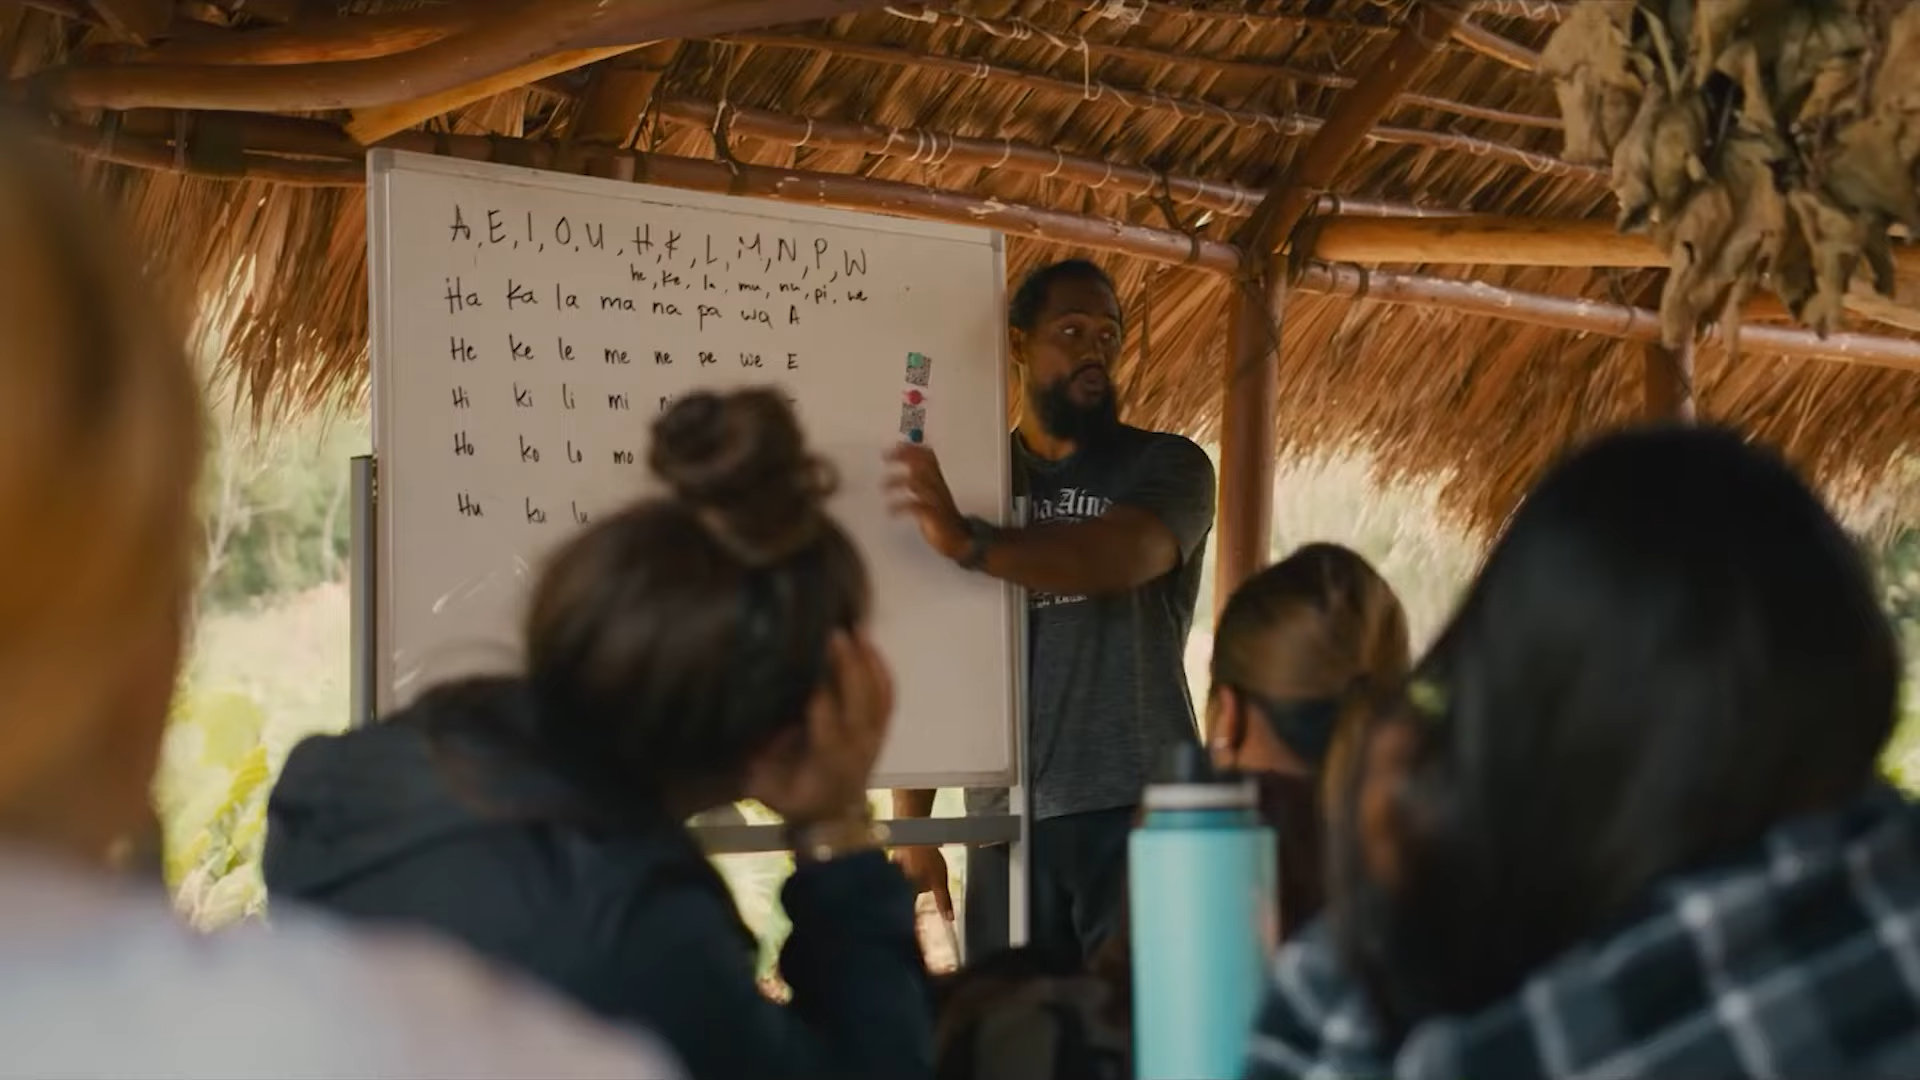 A, E, I, O, U, H, K, L, M, N, P, W
he, ke, la, mu, nu, pi, we
Ha Ka la ma na pa wa A
He Ke le me ne pe we E
Hi Ki li mi
Ho Ko lo mo
Hu Ku lu